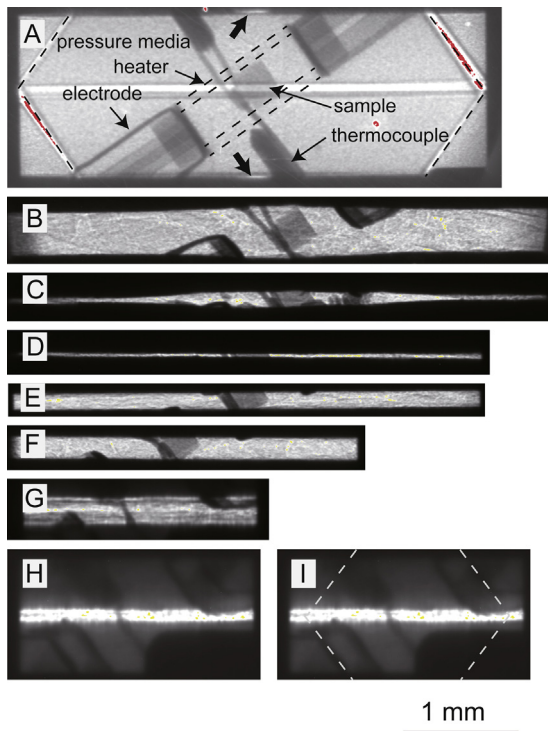 A
pressure media
heater
electrode
sample
thermocouple
B
C
D
E
F
G
H
I
1 mm